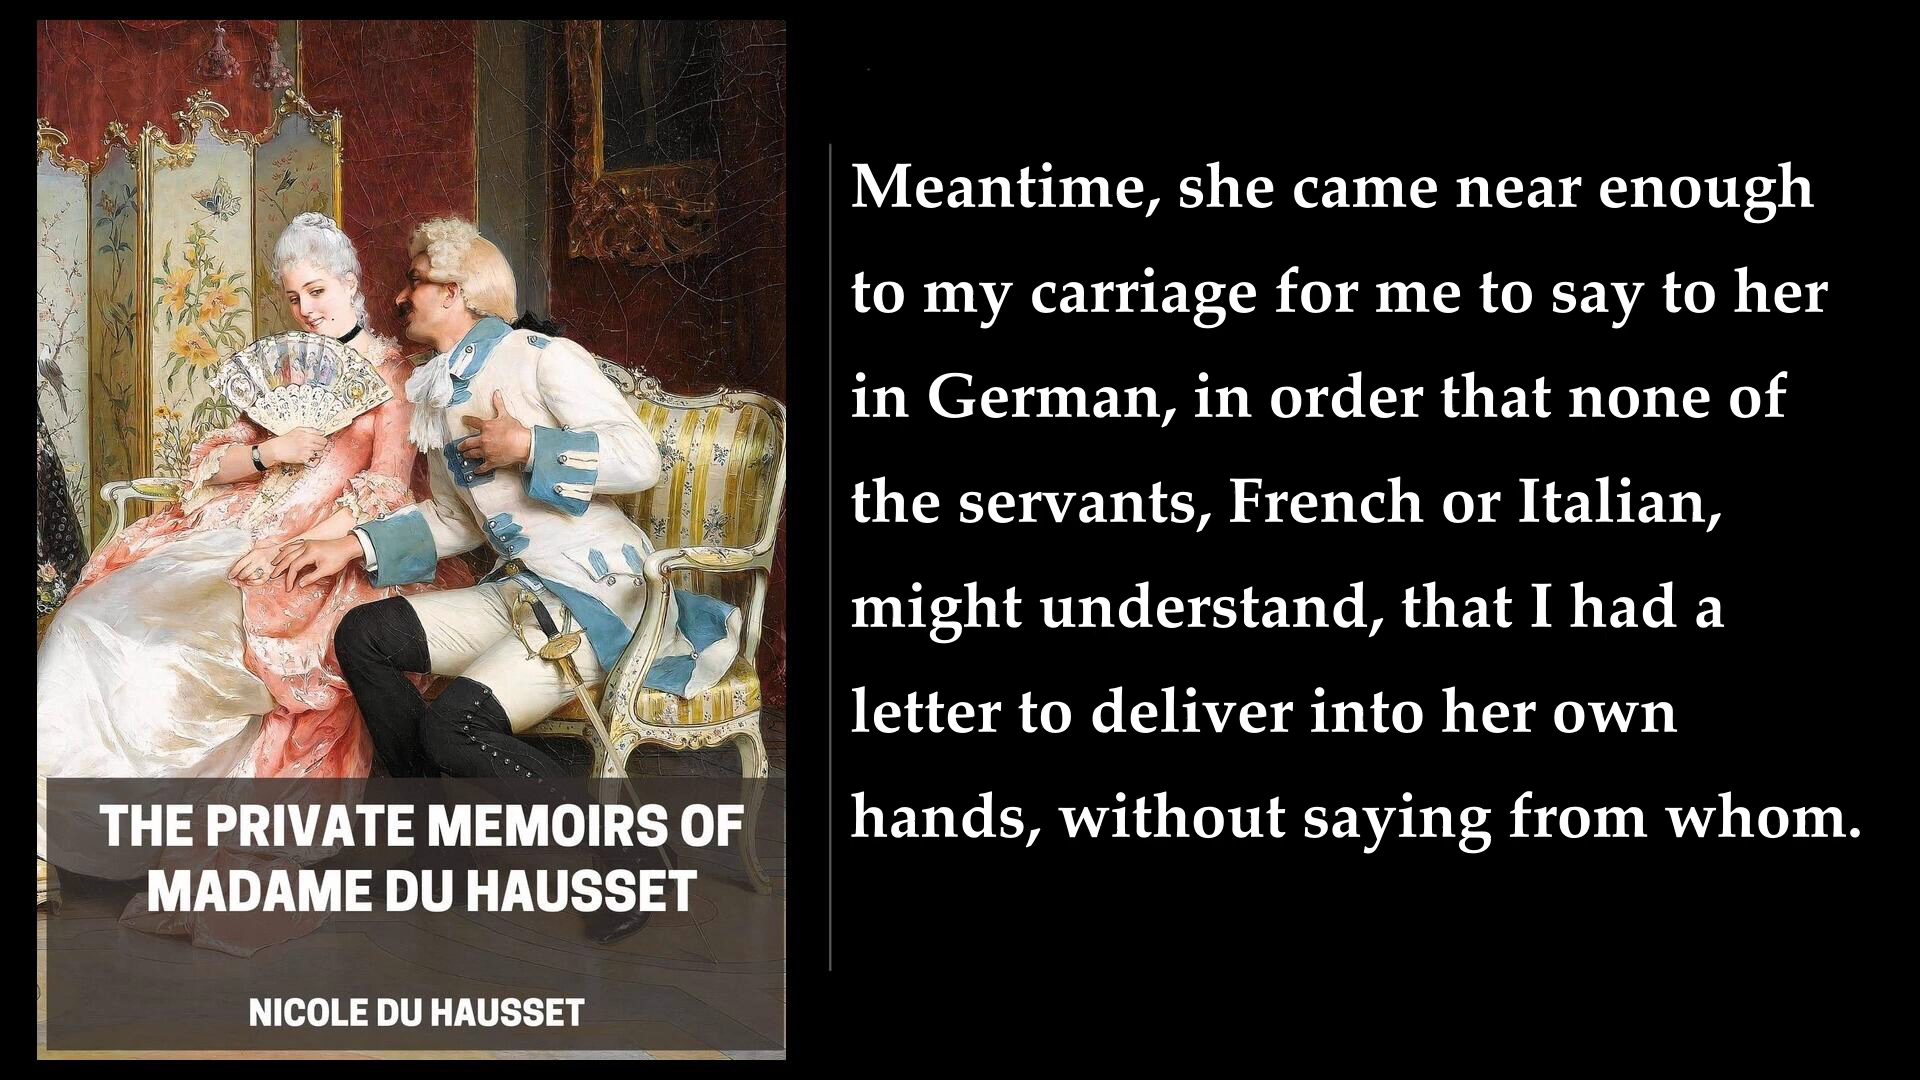 THE PRIVATE MEMOIRS OF
MADAME DU HAUSSET
NICOLE DU HAUSSET
Meantime, she came near enough
to my carriage for me to say to her
in German, in order that none of
the servants, French or Italian,
might understand, that I had a
letter to deliver into her own
hands, without saying from whom.